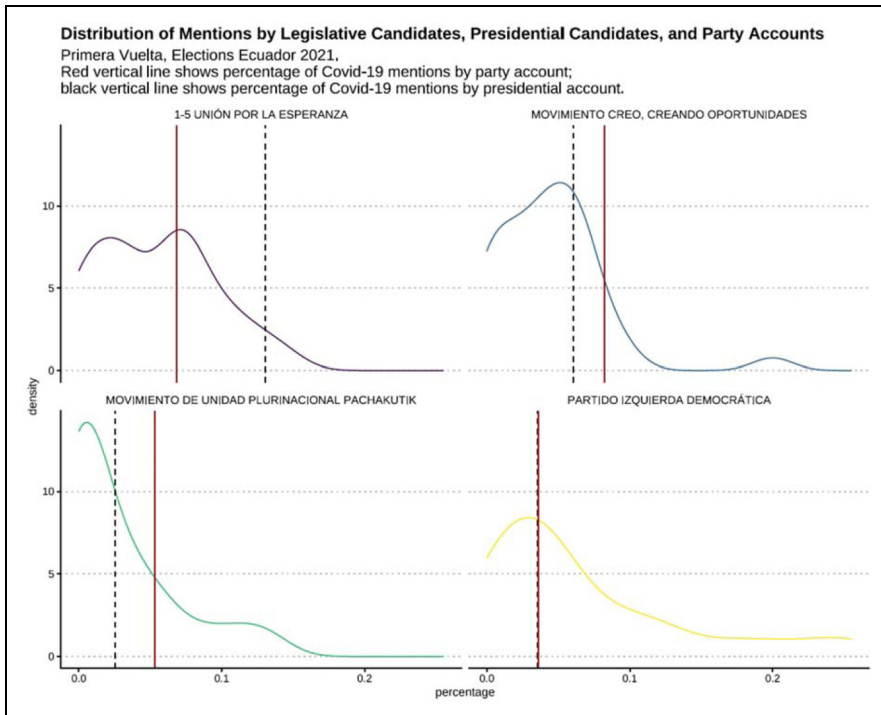 Distribution of Mentions by Legislative Candidates, Presidential Candidates, and Party Accounts
Primera Vuelta, Elections Ecuador 2021,
Red vertical line shows percentage of Covid-19 mentions by party account;
black vertical line shows percentage of Covid-19 mentions by presidential account.
1-5 UNIÓN POR LA ESPERANZA
MOVIMIENTO CREO, CREANDO OPORTUNIDADES
10
5
0
MOVIMIENTO DE UNIDAD PLURINACIONAL PACHAKUTIK
PARTIDO IZQUIERDA DEMOCRÁTICA
density
10
5
0
0.0
0.1
0.2
0.0
0.1
0.2
percentage